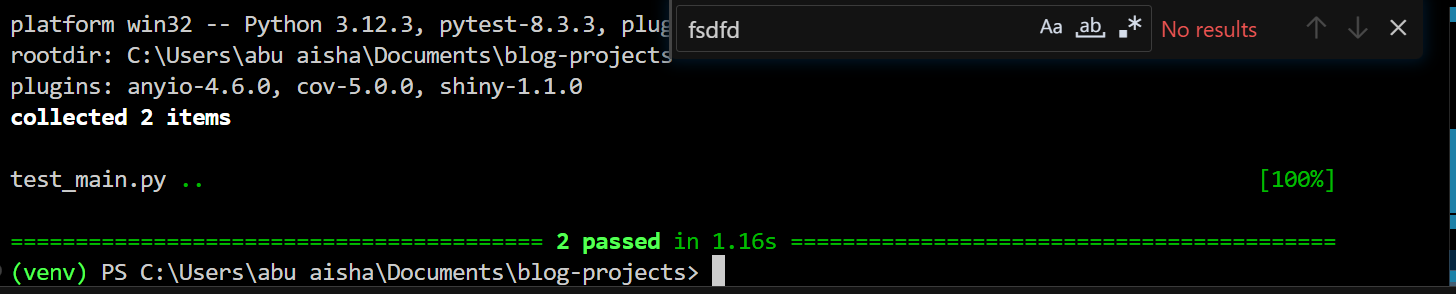 platform win32 -- Python 3.12.3, pytest-8.3.3, plug
fsdfd
Aa
ab
.*
No results
rootdir: C:\Users\abu aisha\Documents\blog-projects
plugins: anyio-4.6.0, cov-5.0.0, shiny-1.1.0
collected 2 items
test_main.py .. [100%]
========================================= 2 passed in 1.16s ==========================================
(venv) PS C:\Users\abu aisha\Documents\blog-projects>